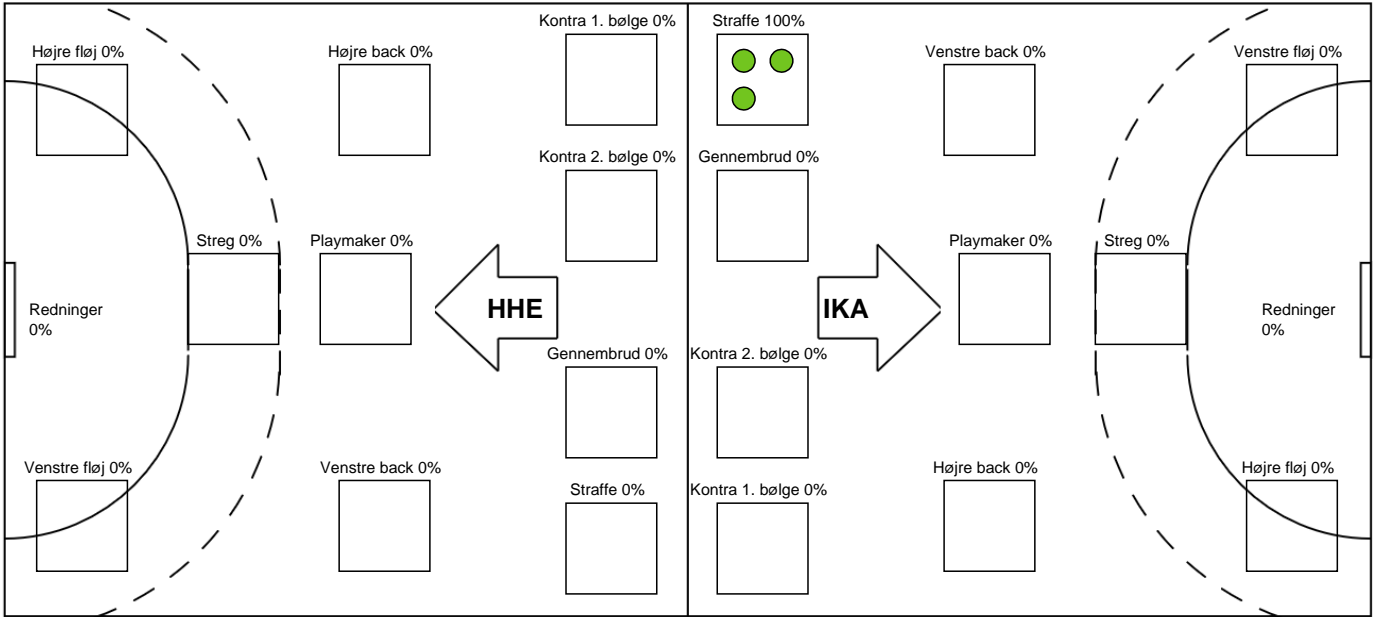 Kontra 1. bølge 0%
Straffe 100%
Højre fløj 0%
Højre back 0%
Venstre back 0%
Venstre fløj 0%
Kontra 2. bølge 0%
Gennembrud 0%
Streg 0%
Playmaker 0%
Playmaker 0%
Streg 0%
Redninger
0%
HHE
IKA
Redninger
0%
Gennembrud 0%
Kontra 2. bølge 0%
Venstre fløj 0%
Venstre back 0%
Højre back 0%
Højre fløj 0%
Straffe 0%
Kontra 1. bølge 0%